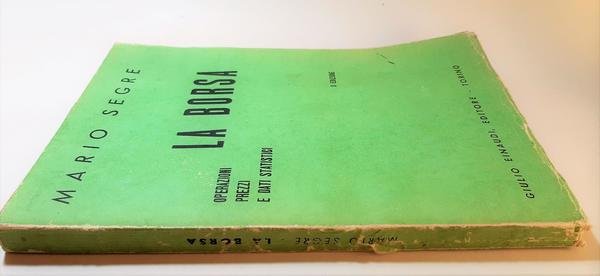 MARIO SEGRE
LA BORSA
OPERAZIONI
PREZZI
E DATI STATISTICI
II EDIZIONE
GIULIO EINAUDI, EDITORE - TORINO
MARIO SEGRE - LA BORSA